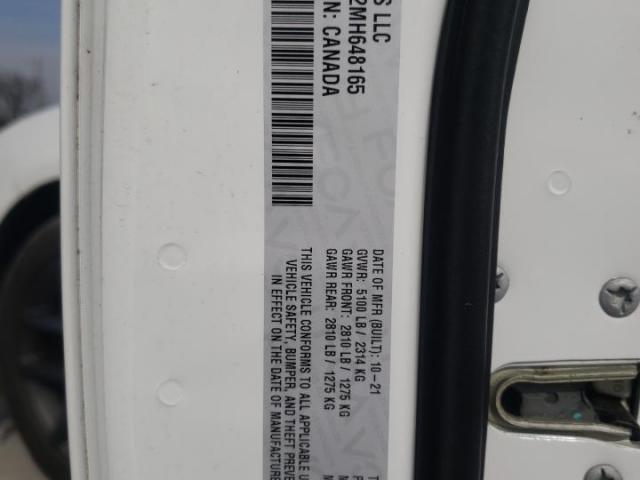 S LLC
2MH648165
N: CANADA
DATE OF MFR (BUILT): 10-21
GVWR: 5100 LB / 2314 KG
GAWR FRONT: 2810 LB / 1275 KG
GAWR REAR: 2810 LB / 1275 KG
THIS VEHICLE CONFORMS TO ALL APPLICABLE
VEHICLE SAFETY, BUMPER, AND THEFT PREVE
IN EFFECT ON THE DATE OF MANUFACTURE